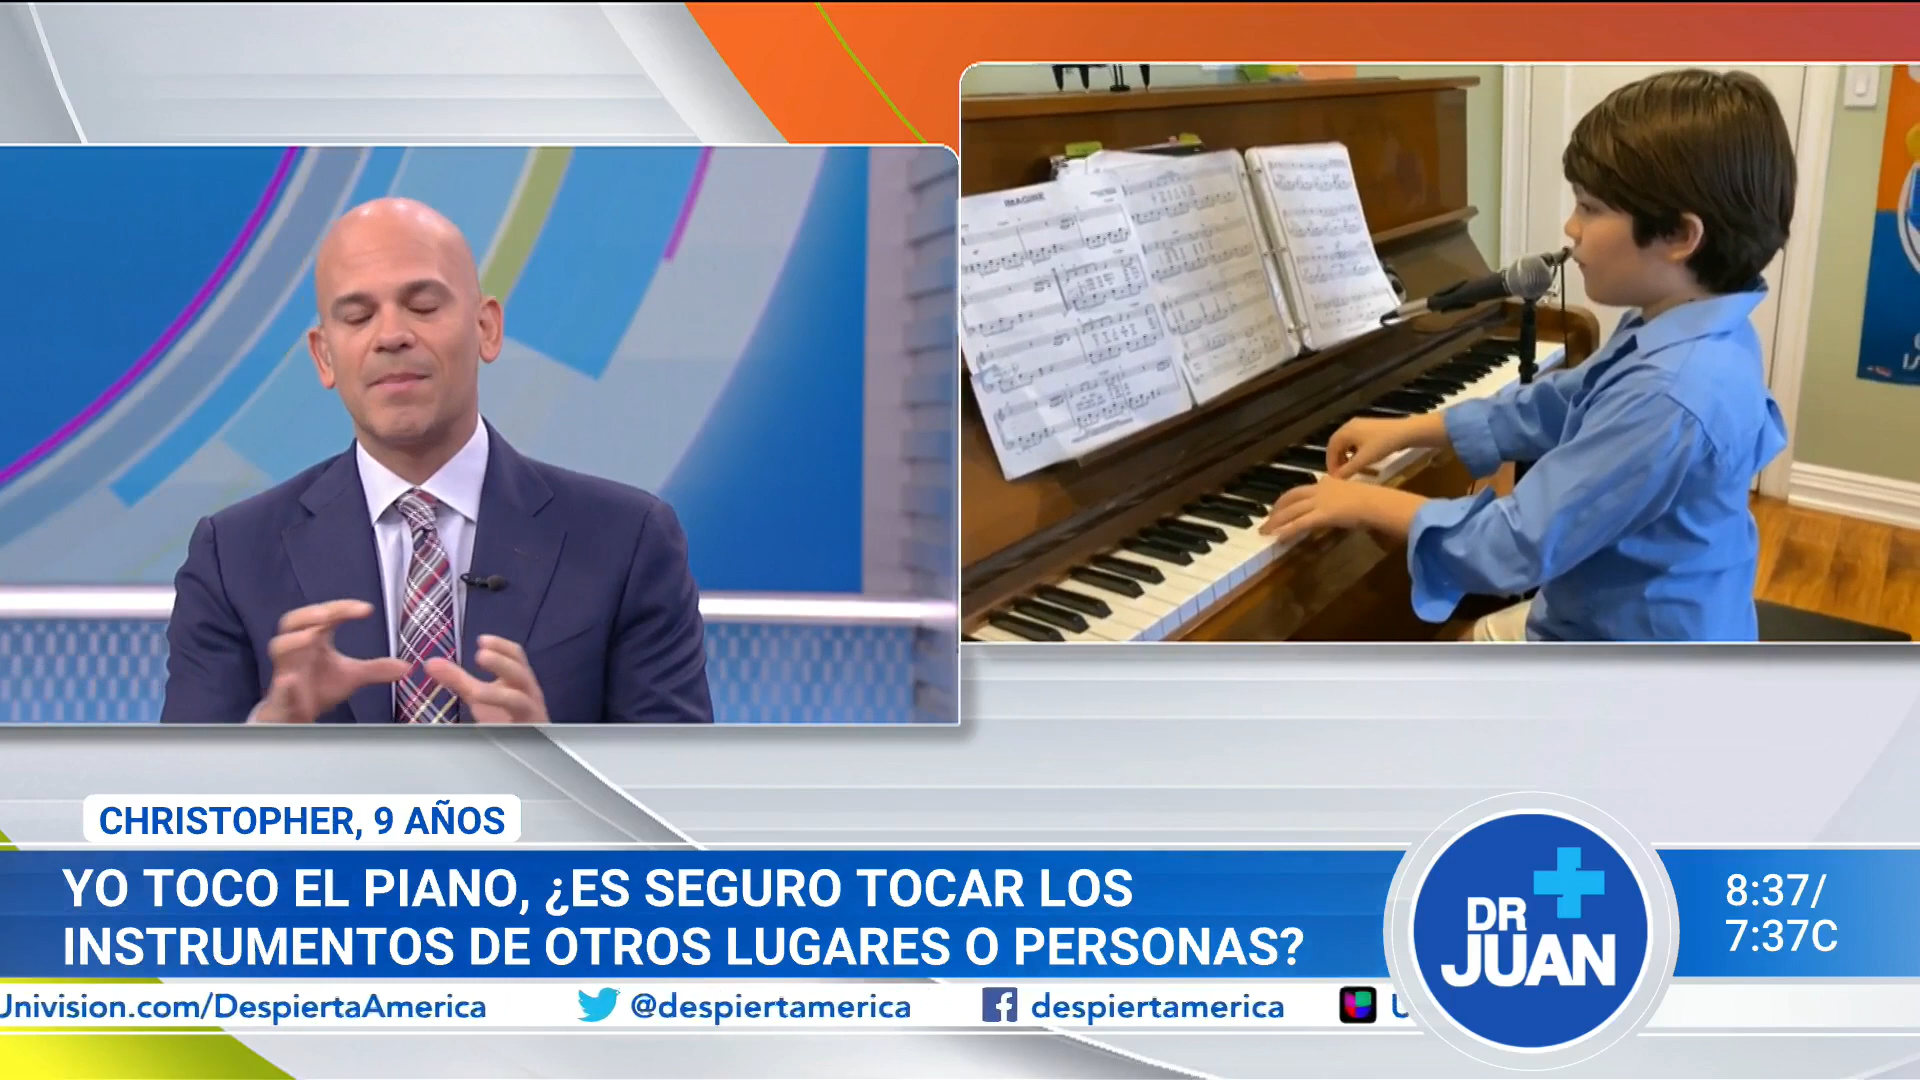 IMAGINE
CHRISTOPHER, 9 AÑOS
YO TOCO EL PIANO, ¿ES SEGURO TOCAR LOS
INSTRUMENTOS DE OTROS LUGARES O PERSONAS?
DR
JUAN
8:37/
7:37C
Univision.com/DespiertaAmerica
@despiertamerica
despiertamerica